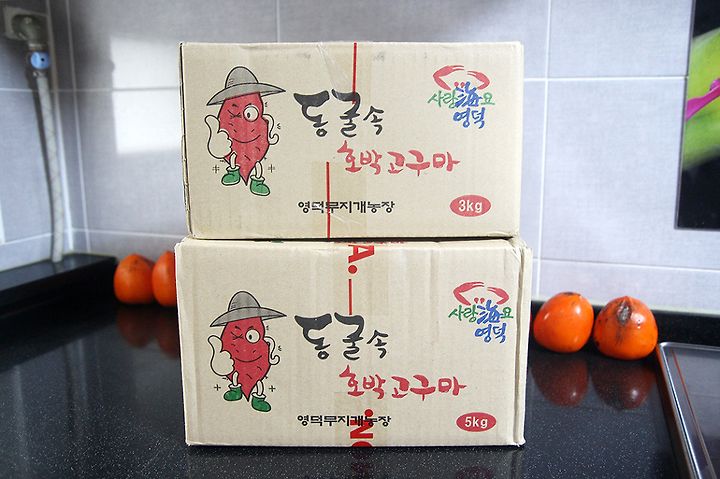 동굴속
사랑海요
영덕
호박고구마
영덕무지개농장
3kg
A.
동굴속
사랑海요
영덕
호박고구마
영덕무지개농장
5kg